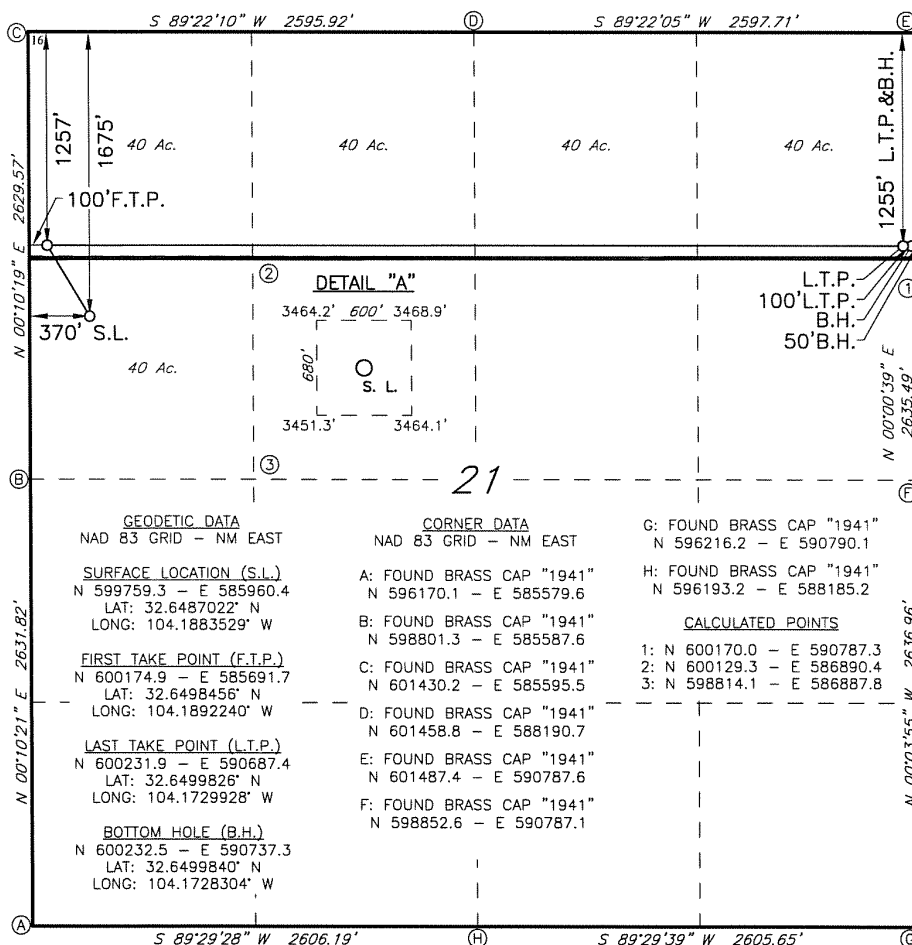 S 89°22'10" W 2595.92'
S 89°22'05" W 2597.71'
C
D
E
16
1257'
1675'
1255' L.T.P.&B.H.
40 Ac.
40 Ac.
40 Ac.
40 Ac.
N 00°10'19" E 2629.57'
100'F.T.P.
370' S.L.
40 Ac.
2
DETAIL "A"
3464.2' 600' 3468.9'
680'
S. L.
3451.3' 3464.1'
L.T.P.
100'L.T.P.
B.H.
50'B.H.
1
N 00°00'39" E
2635.49'
B
3
21
F
GEODETIC DATA
NAD 83 GRID - NM EAST
SURFACE LOCATION (S.L.)
N 599759.3 - E 585960.4
LAT: 32.6487022° N
LONG: 104.1883529° W
FIRST TAKE POINT (F.T.P.)
N 600174.9 - E 585691.7
LAT: 32.6498456° N
LONG: 104.1892240° W
LAST TAKE POINT (L.T.P.)
N 600231.9 - E 590687.4
LAT: 32.6499826° N
LONG: 104.1729928° W
BOTTOM HOLE (B.H.)
N 600232.5 - E 590737.3
LAT: 32.6499840° N
LONG: 104.1728304° W
CORNER DATA
NAD 83 GRID - NM EAST
A: FOUND BRASS CAP "1941"
N 596170.1 - E 585579.6
B: FOUND BRASS CAP "1941"
N 598801.3 - E 585587.6
C: FOUND BRASS CAP "1941"
N 601430.2 - E 585595.5
D: FOUND BRASS CAP "1941"
N 601458.8 - E 588190.7
E: FOUND BRASS CAP "1941"
N 601487.4 - E 590787.6
F: FOUND BRASS CAP "1941"
N 598852.6 - E 590787.1
G: FOUND BRASS CAP "1941"
N 596216.2 - E 590790.1
H: FOUND BRASS CAP "1941"
N 596193.2 - E 588185.2
CALCULATED POINTS
1: N 600170.0 - E 590787.3
2: N 600129.3 - E 586890.4
3: N 598814.1 - E 586887.8
N 00°10'21" E 2631.82'
N 00°03'55" W 2636.96'
A
S 89°29'28" W 2606.19'
H
S 89°29'39" W 2605.65'
G